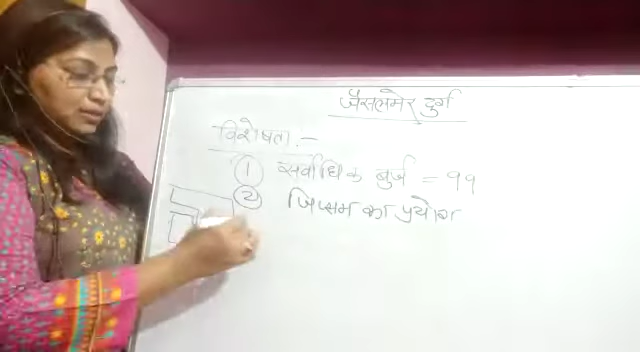 जैसलमेर दुर्ग
विशेषता :-
① सर्वाधिक बुर्ज = 99
② जिप्सम का प्रयोग